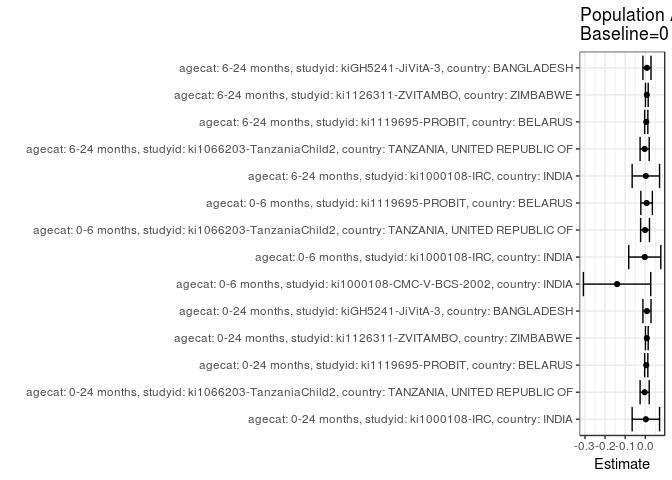 Population
Baseline=0
agecat: 6-24 months, studyid: kiGH5241-JiVitA-3, country: BANGLADESH
agecat: 6-24 months, studyid: ki1126311-ZVITAMBO, country: ZIMBABWE
agecat: 6-24 months, studyid: ki1119695-PROBIT, country: BELARUS
agecat: 6-24 months, studyid: ki1066203-TanzaniaChild2, country: TANZANIA, UNITED REPUBLIC OF
agecat: 6-24 months, studyid: ki1000108-IRC, country: INDIA
agecat: 0-6 months, studyid: ki1119695-PROBIT, country: BELARUS
agecat: 0-6 months, studyid: ki1066203-TanzaniaChild2, country: TANZANIA, UNITED REPUBLIC OF
agecat: 0-6 months, studyid: ki1000108-IRC, country: INDIA
agecat: 0-6 months, studyid: ki1000108-CMC-V-BCS-2002, country: INDIA
agecat: 0-24 months, studyid: kiGH5241-JiVitA-3, country: BANGLADESH
agecat: 0-24 months, studyid: ki1126311-ZVITAMBO, country: ZIMBABWE
agecat: 0-24 months, studyid: ki1119695-PROBIT, country: BELARUS
agecat: 0-24 months, studyid: ki1066203-TanzaniaChild2, country: TANZANIA, UNITED REPUBLIC OF
agecat: 0-24 months, studyid: ki1000108-IRC, country: INDIA
-0.3 -0.2 -0.1 0.0
Estimate